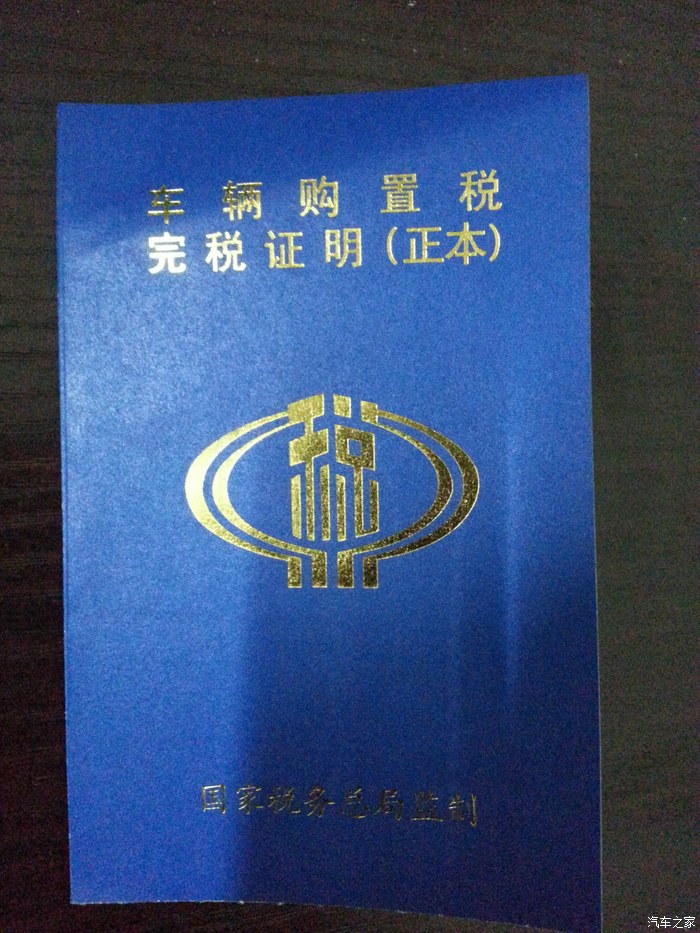 车辆购置税
完税证明(正本)
税
国家税务总局监制
汽车之家